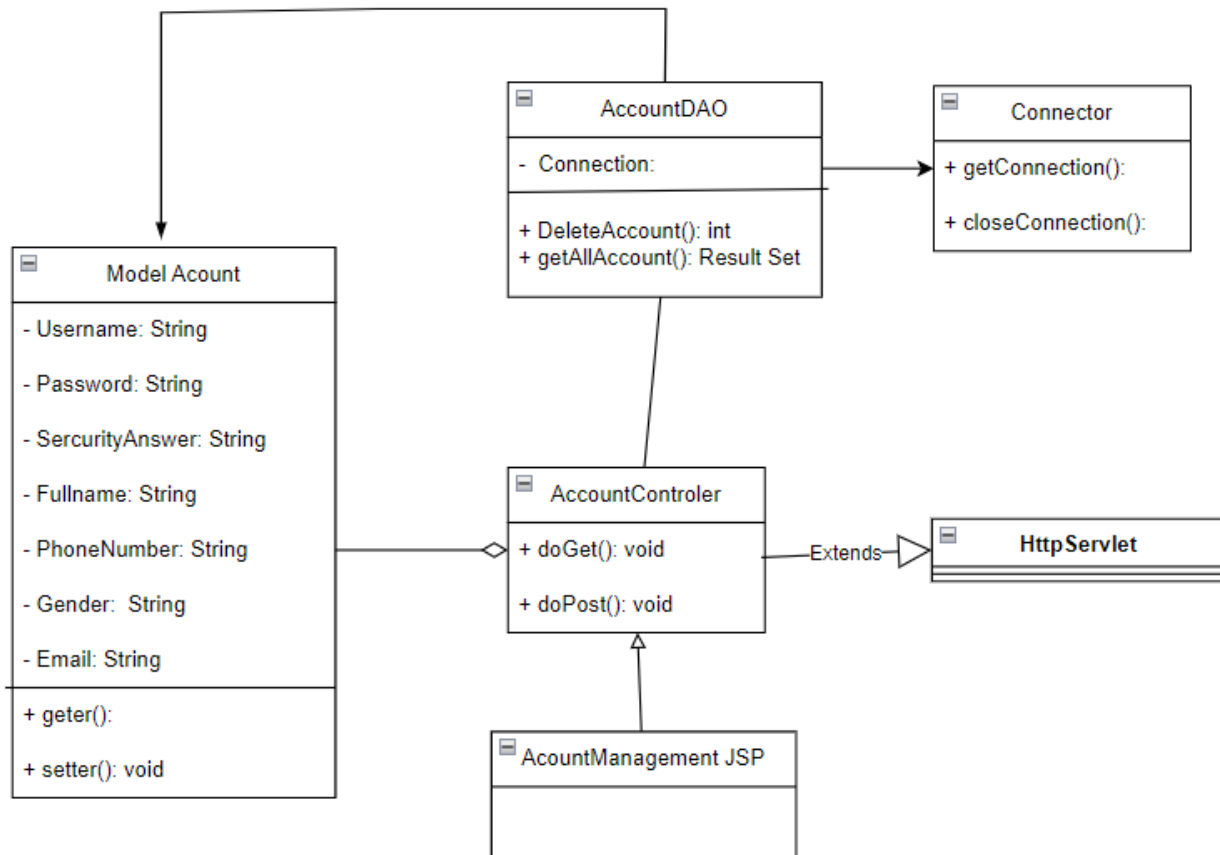 AccountDAO
- Connection:
+ DeleteAccount(): int
+ getAllAccount(): Result Set
Connector
+ getConnection():
+ closeConnection():
Model Acount
- Username: String
- Password: String
- SercurityAnswer: String
- Fullname: String
- PhoneNumber: String
- Gender: String
- Email: String
+ geter():
+ setter(): void
AccountControler
+ doGet(): void
+ doPost(): void
Extends
HttpServlet
AcountManagement JSP